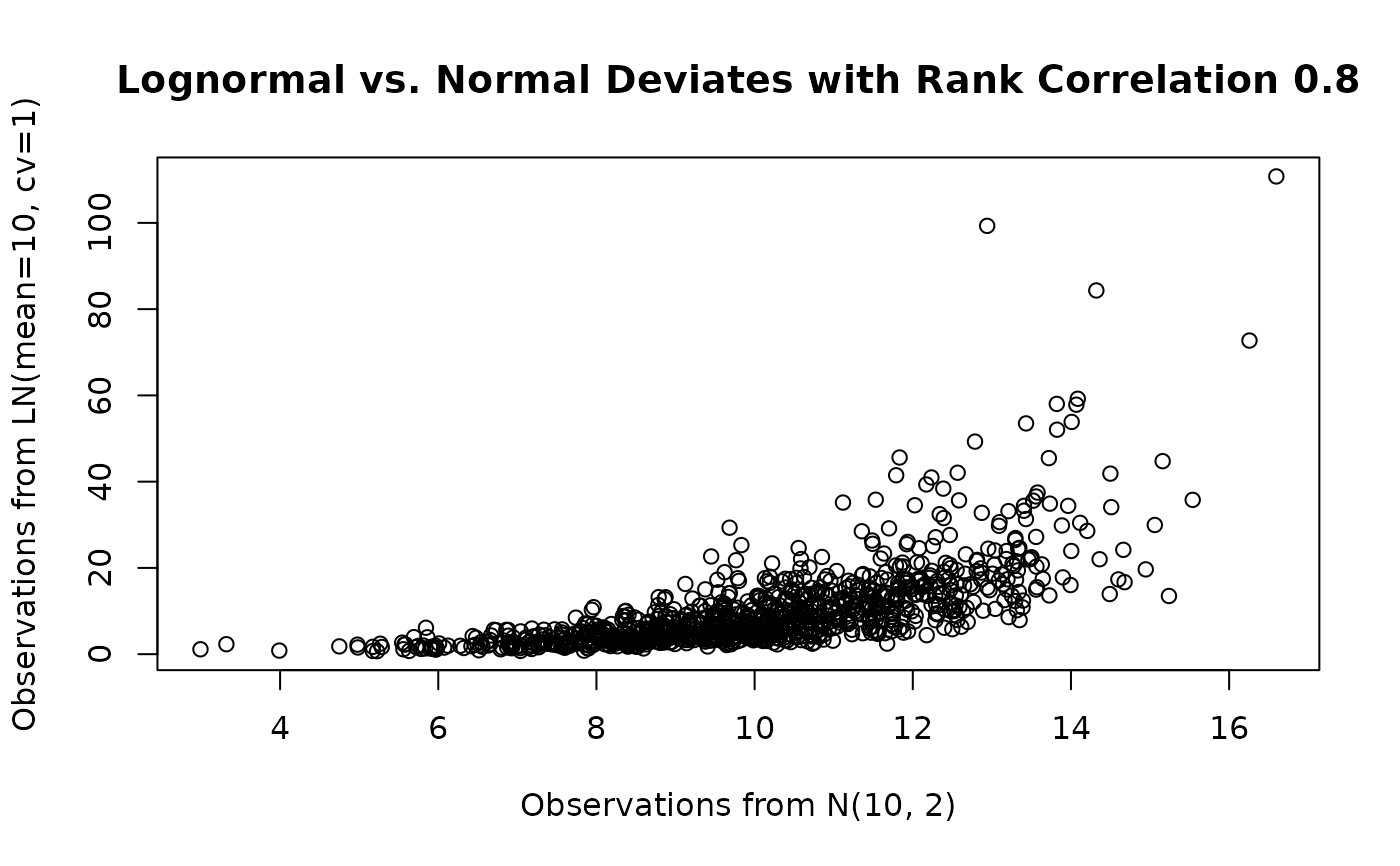 Lognormal vs. Normal Deviates with Rank Correlation 0.8
Observations from LN(mean=10, cv=1)
100
80
60
40
20
0
4 6 8 10 12 14 16
Observations from N(10, 2)